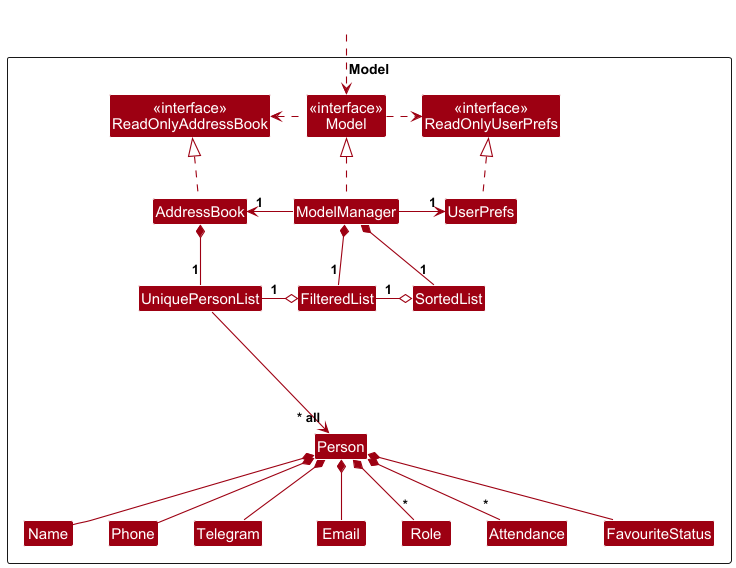 Model
«interface»
ReadOnlyAddressBook
«interface»
Model
«interface»
ReadOnlyUserPrefs
AddressBook
1
ModelManager
1
UserPrefs
1
1
1
UniquePersonList
1
FilteredList
1
SortedList
* all
Person
*
*
Name
Phone
Telegram
Email
Role
Attendance
FavouriteStatus